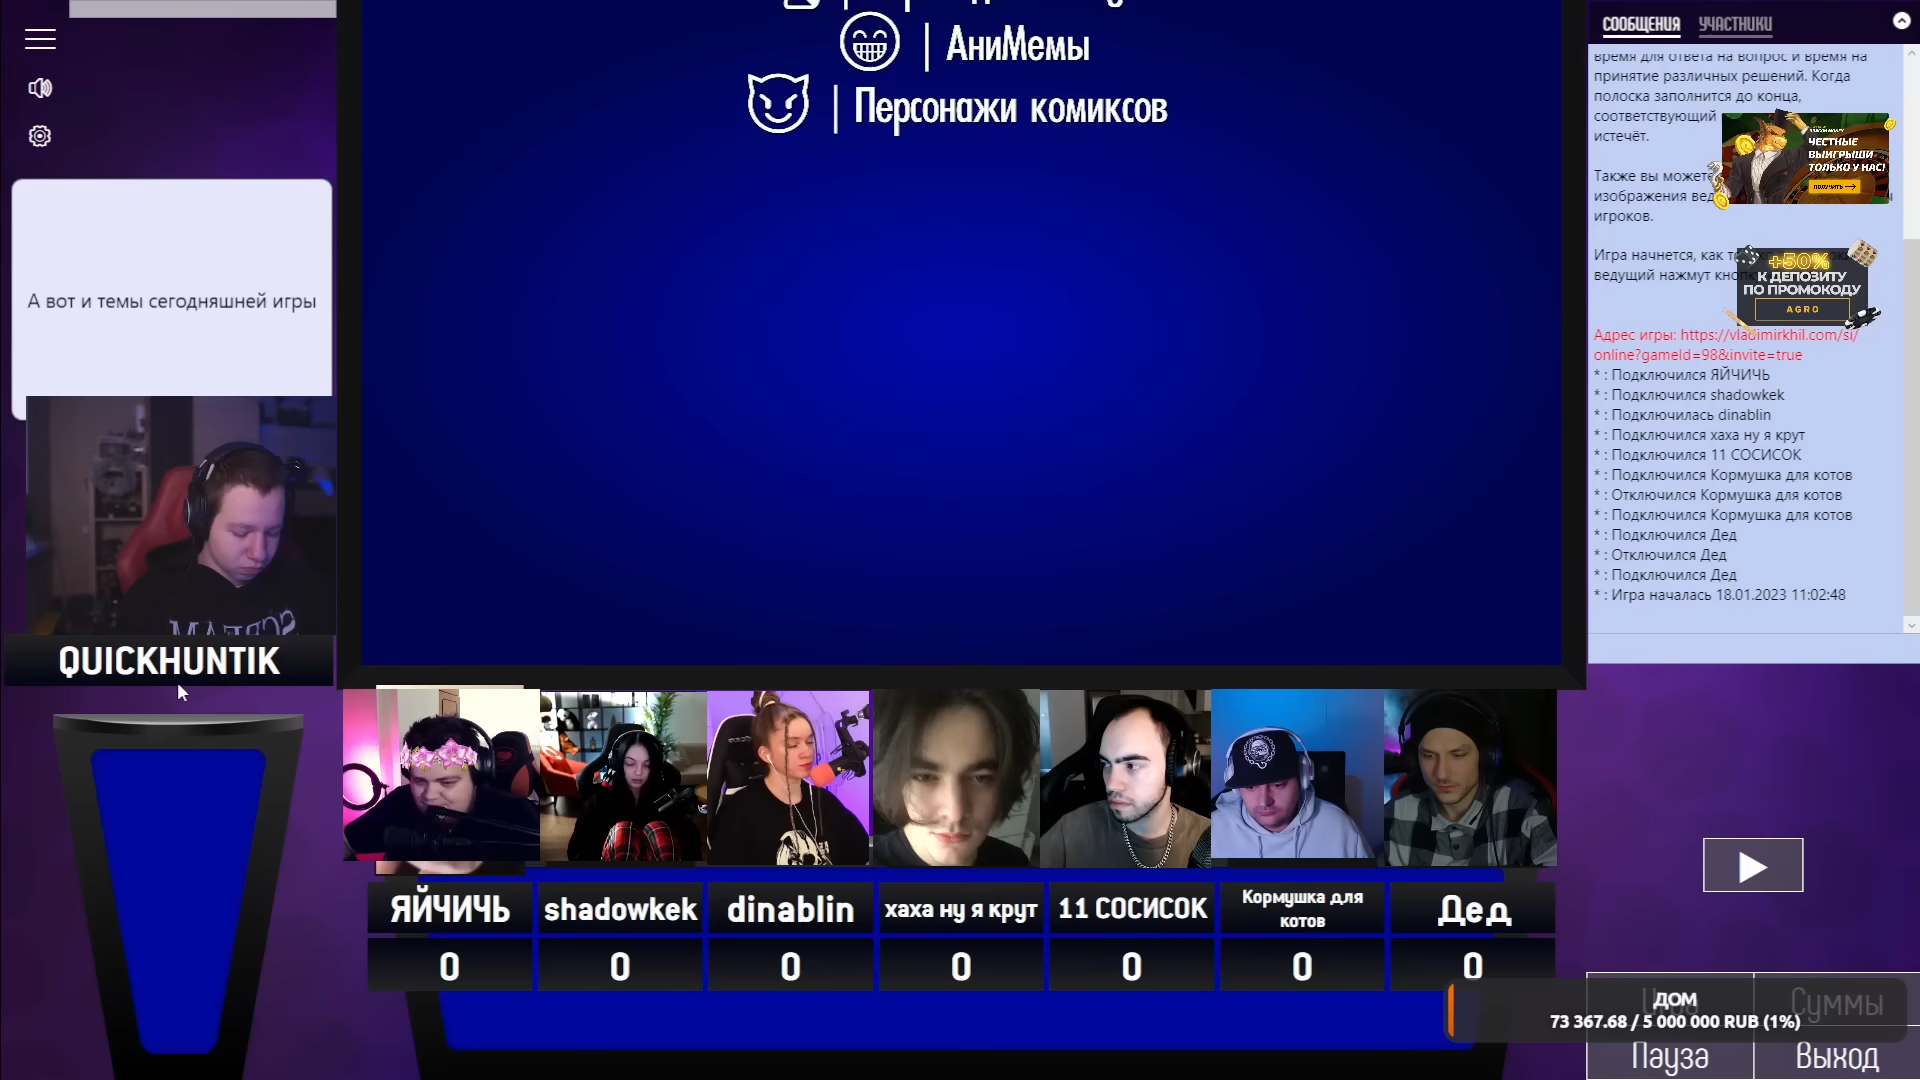 | АниМемы
| Персонажи комиксов
А вот и темы сегодняшней игры
QUICKHUNTIK
СООБЩЕНИЯ УЧАСТНИКИ
время для ответа на вопрос и время на
принятие различных решений. Когда
полоска заполнится до конца,
соответствующий
истечёт.
Также вы можете
изображения
игроков.
Игра начнется, как
ведущий нажмут
ЧЕСТНЫЕ
ВЫИГРЫШИ
ТОЛЬКО У НАС!
ПОЛУЧИТЬ
+50%
К ДЕПОЗИТУ
ПО ПРОМОКОДУ
AGRO
Адрес игры: https://vladimirkhil.com/si/
online?gameId=98&invite=true
* : Подключился ЯЙЧИЧЬ
* : Подключился shadowkek
* : Подключилась dinablin
* : Подключился хаха ну я крут
* : Подключился 11 СОСИСОК
* : Подключился Кормушка для котов
* : Отключился Кормушка для котов
* : Подключился Кормушка для котов
* : Подключился Дед
* : Отключился Дед
* : Подключился Дед
* : Игра началась 18.01.2023 11:02:48
ЯЙЧИЧЬ
shadowkek
dinablin
хаха ну я крут
11 СОСИСОК
Кормушка для
котов
Дед
0
0
0
0
0
0
0
ДОМ
Суммы
73 367.68 / 5 000 000 RUB (1%)
Пауза
Выход